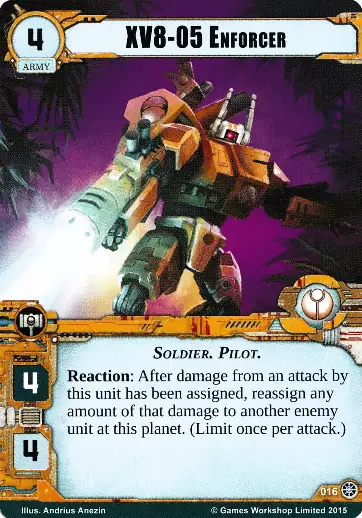 4
XV8-05 ENFORCER
ARMY
SOLDIER. PILOT.
4
Reaction: After damage from an attack by
this unit has been assigned, reassign any
amount of that damage to another enemy
unit at this planet. (Limit once per attack.)
4
016
Illus. Andrius Anezin
© Games Workshop Limited 2015